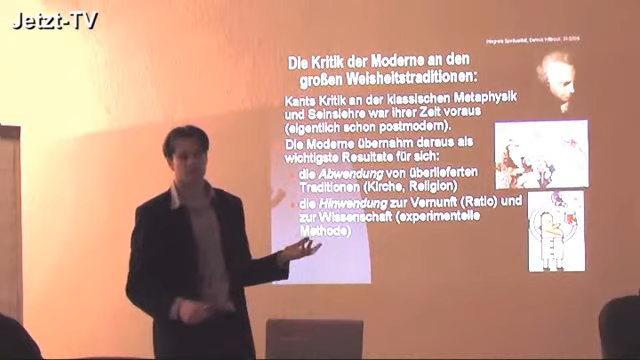 Jetzt-TV
Die Kritik der Moderne an den
großen Weisheitstraditionen:
Kants Kritik an der klassischen Metaphysik
und Seinslehre war ihrer Zeit voraus
(eigentlich schon postmodern).
Die Moderne übernahm daraus als
wichtigste Resultate für sich:
die Abwendung von überlieferten
Traditionen (Kirche, Religion)
die Hinwendung zur Vernunft (Ratio) und
zur Wissenschaft (experimentelle
Methode)